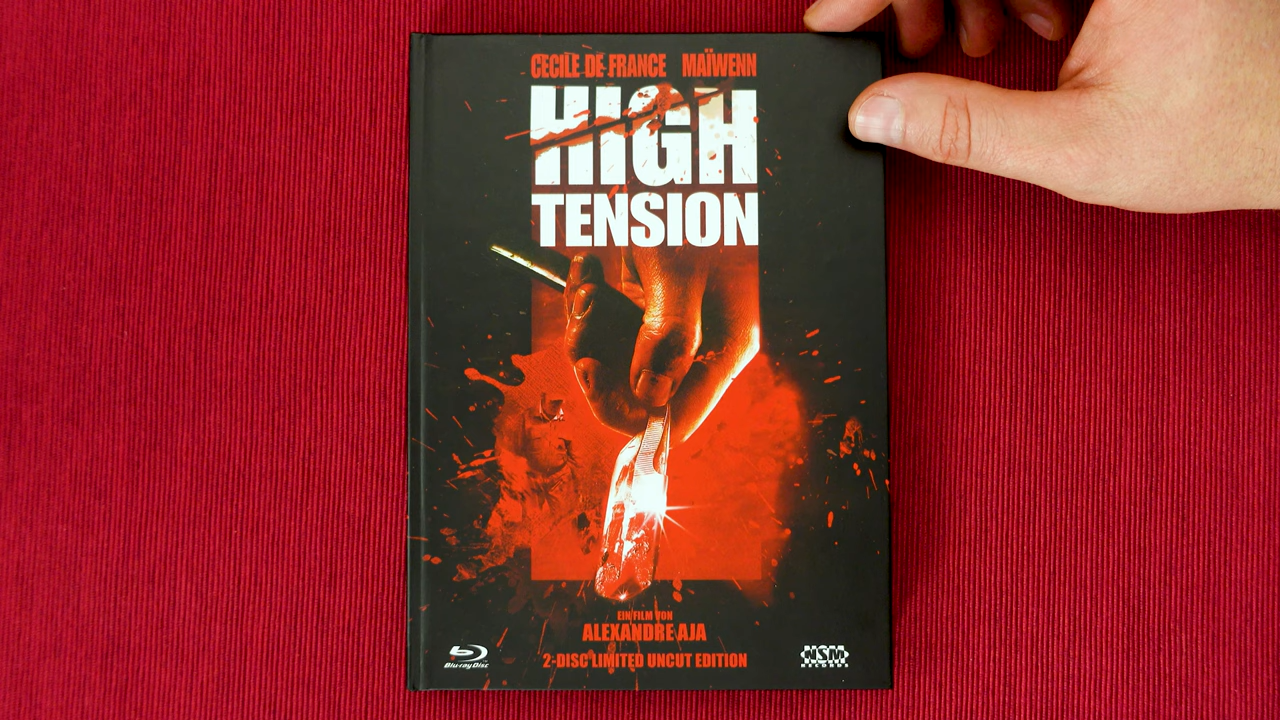 CECILE DE FRANCE MAÏWENN
HIGH
TENSION
EIN FILM VON
ALEXANDRE AJA
2-DISC LIMITED UNCUT EDITION
Blu-ray Disc
NSM
RECORDS